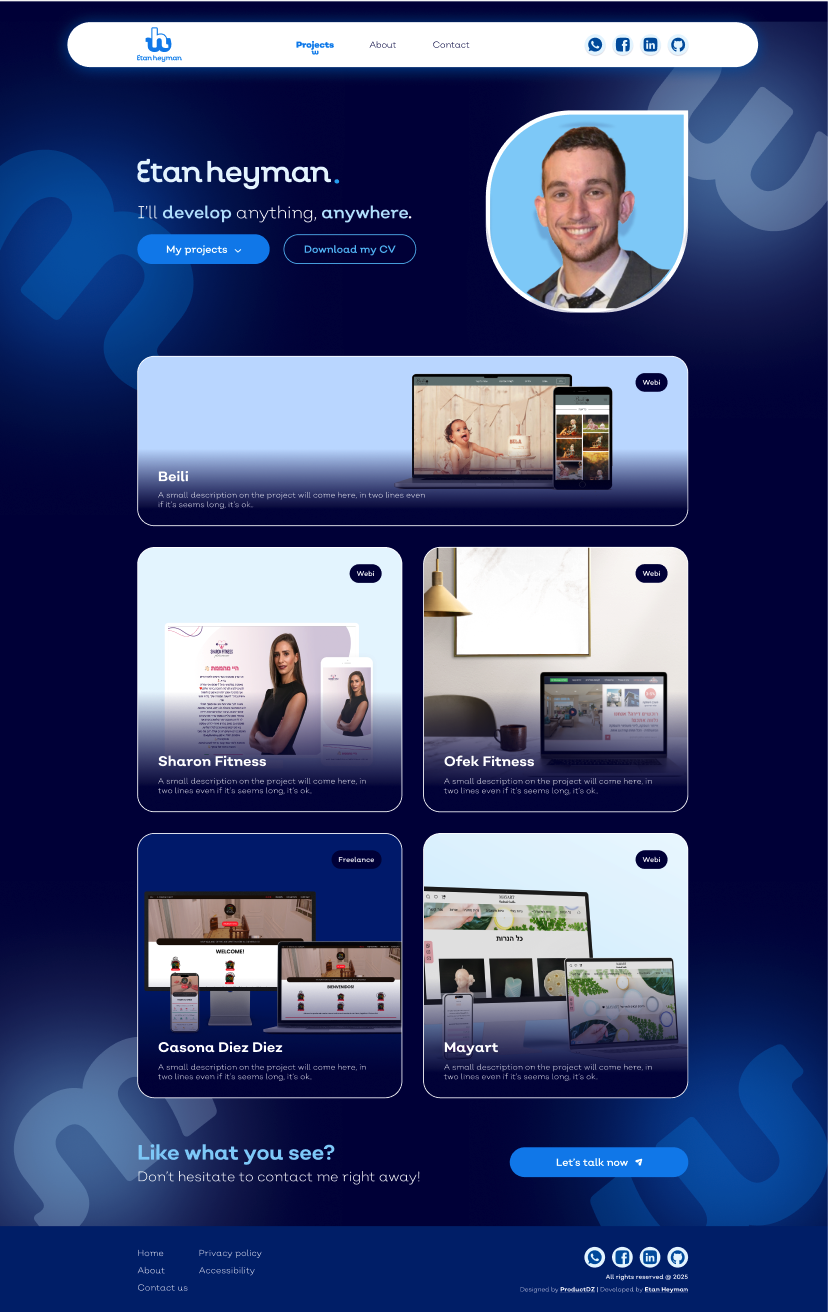 Etan heyman
Projects
About
Contact
Etan heyman.
I'll develop anything, anywhere.
My projects
Download my CV
Webi
BEILA
Beili
A small description on the project will come here, in two lines even
if it's seems long, it's ok..
Webi
SHARON FITNESS
היי מהממת
Sharon Fitness
A small description on the project will come here, in
two lines even if it's seems long, it's ok..
Webi
Ofek Fitness
A small description on the project will come here, in
two lines even if it's seems long, it's ok..
Freelance
WELCOME!
BIENVENIDOS!
Casona Diez Diez
A small description on the project will come here, in
two lines even if it's seems long, it's ok..
Webi
MAYART
כל הנרות
Mayart
A small description on the project will come here, in
two lines even if it's seems long, it's ok..
Like what you see?
Don't hesitate to contact me right away!
Let's talk now
Home
Privacy policy
About
Accessibility
Contact us
All rights reserved @ 2025
Designed by ProductDZ | Developed by Etan Heyman